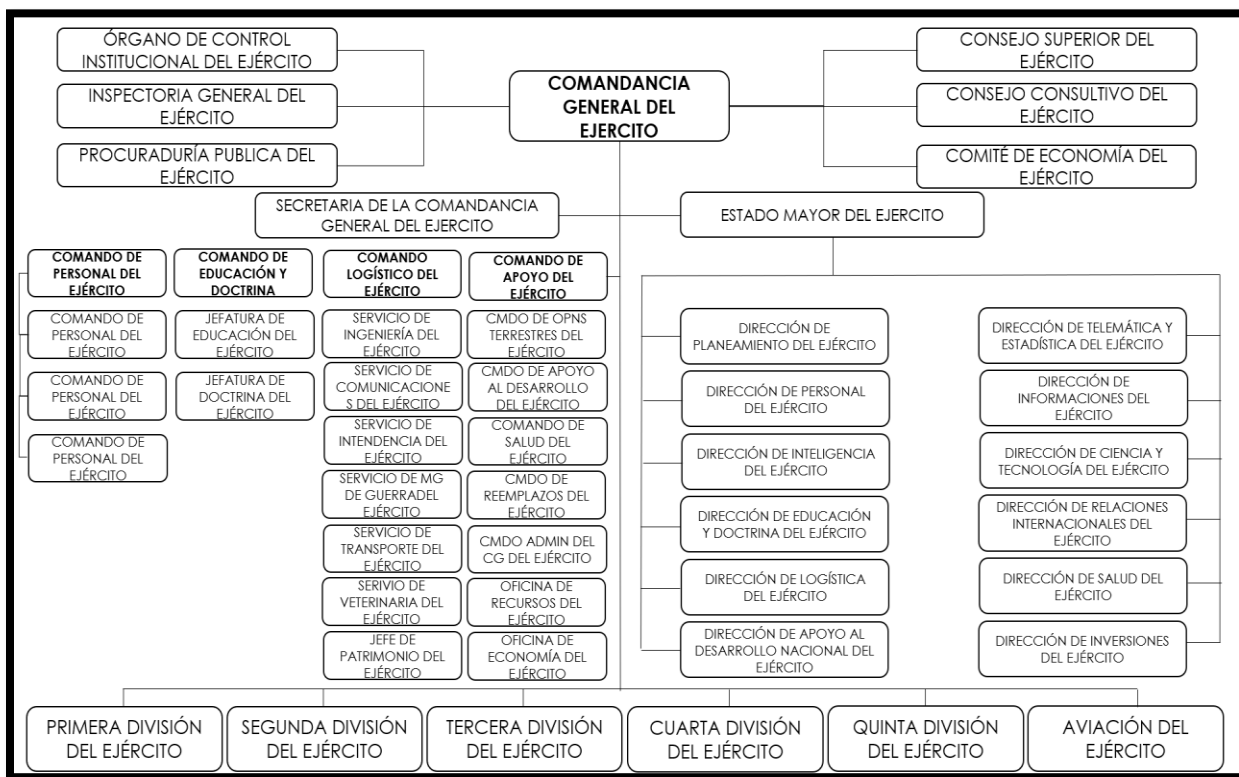 ÓRGANO DE CONTROL
INSTITUCIONAL DEL EJÉRCITO
INSPECTORIA GENERAL DEL
EJÉRCITO
PROCURADURÍA PUBLICA DEL
EJÉRCITO
COMANDANCIA
GENERAL DEL
EJERCITO
CONSEJO SUPERIOR DEL
EJÉRCITO
CONSEJO CONSULTIVO DEL
EJÉRCITO
COMITÉ DE ECONOMÍA DEL
EJÉRCITO
SECRETARIA DE LA COMANDANCIA
GENERAL DEL EJERCITO
ESTADO MAYOR DEL EJERCITO
COMANDO DE
PERSONAL DEL
EJÉRCITO
COMANDO DE
PERSONAL DEL
EJÉRCITO
COMANDO DE
PERSONAL DEL
EJÉRCITO
COMANDO DE
PERSONAL DEL
EJÉRCITO
COMANDO DE
EDUCACIÓN Y
DOCTRINA
JEFATURA DE
EDUCACIÓN DEL
EJÉRCITO
JEFATURA DE
DOCTRINA DEL
EJÉRCITO
COMANDO
LOGÍSTICO DEL
EJÉRCITO
SERVICIO DE
INGENIERÍA DEL
EJÉRCITO
SERVICIO DE
COMUNICACIONE
S DEL EJÉRCITO
SERVICIO DE
INTENDENCIA DEL
EJÉRCITO
SERVICIO DE MG
DE GUERRADEL
EJÉRCITO
SERVICIO DE
TRANSPORTE DEL
EJÉRCITO
SERVIO DE
VETERINARIA DEL
EJÉRCITO
JEFE DE
PATRIMONIO DEL
EJÉRCITO
COMANDO DE
APOYO DEL
EJÉRCITO
CMDO DE OPNS
TERRESTRES DEL
EJÉRCITO
CMDO DE APOYO
AL DESARROLLO
DEL EJÉRCITO
COMANDO DE
SALUD DEL
EJÉRCITO
CMDO DE
REEMPLAZOS DEL
EJÉRCITO
CMDO ADMIN DEL
CG DEL EJÉRCITO
OFICINA DE
RECURSOS DEL
EJÉRCITO
OFICINA DE
ECONOMÍA DEL
EJÉRCITO
DIRECCIÓN DE
PLANEAMIENTO DEL EJÉRCITO
DIRECCIÓN DE PERSONAL
DEL EJÉRCITO
DIRECCIÓN DE INTELIGENCIA
DEL EJÉRCITO
DIRECCIÓN DE EDUCACIÓN
Y DOCTRINA DEL EJÉRCITO
DIRECCIÓN DE LOGÍSTICA
DEL EJÉRCITO
DIRECCIÓN DE APOYO AL
DESARROLLO NACIONAL DEL
EJÉRCITO
DIRECCIÓN DE TELEMÁTICA Y
ESTADÍSTICA DEL EJÉRCITO
DIRECCIÓN DE
INFORMACIONES DEL
EJÉRCITO
DIRECCIÓN DE CIENCIA Y
TECNOLOGÍA DEL EJÉRCITO
DIRECCIÓN DE RELACIONES
INTERNACIONALES DEL
EJÉRCITO
DIRECCIÓN DE SALUD DEL
EJÉRCITO
DIRECCIÓN DE INVERSIONES
DEL EJÉRCITO
PRIMERA DIVISIÓN
DEL EJÉRCITO
SEGUNDA DIVISIÓN
DEL EJÉRCITO
TERCERA DIVISIÓN
DEL EJÉRCITO
CUARTA DIVISIÓN
DEL EJÉRCITO
QUINTA DIVISIÓN
DEL EJÉRCITO
AVIACIÓN DEL
EJÉRCITO